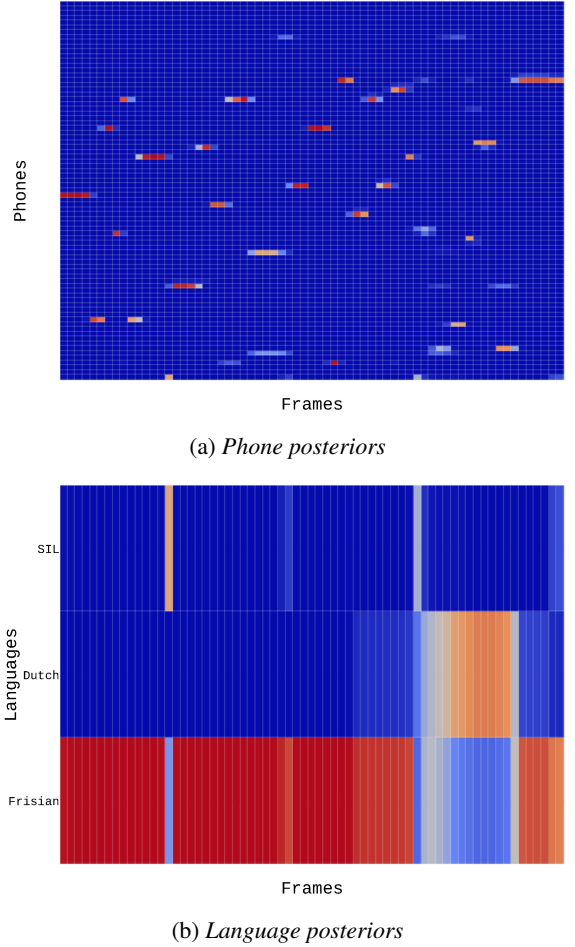 Phones
Frames
(a) Phone posteriors
SIL
Languages
Dutch
Frisian
Frames
(b) Language posteriors